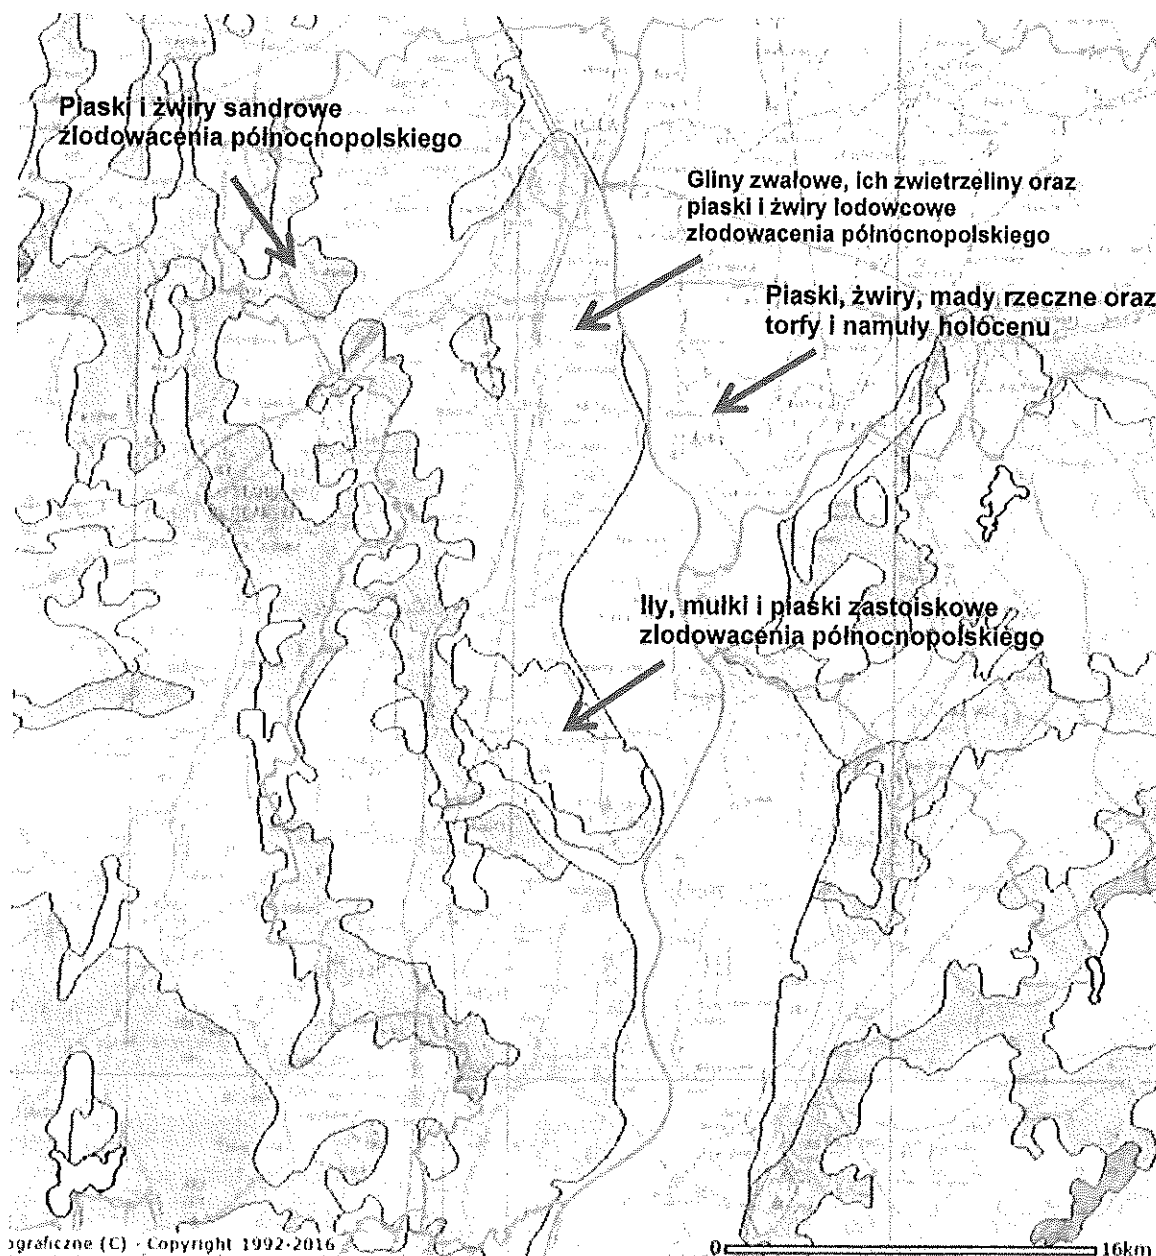 Piaski i żwiry sandrowe
zlodowacenia północnopolskiego
Gliny zwałowe, ich zwietrzeliny oraz
piaski i żwiry lodowcowe
zlodowacenia północnopolskiego
Piaski, żwiry, mady rzeczne oraz
torfy i namuły holocenu
Iły, mułki i piaski zastoiskowe
zlodowacenia północnopolskiego
ograficzne (C) - Copyright 1992-2016
0 16km